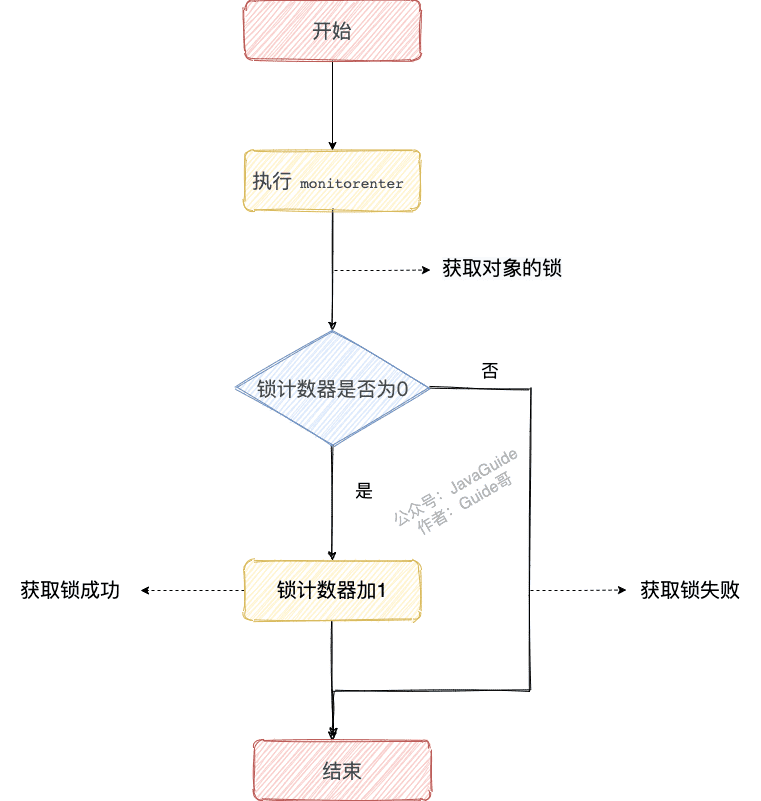 开始
执行 monitorenter
获取对象的锁
锁计数器是否为0
否
是
公众号：JavaGuide
作者：Guide哥
获取锁成功
锁计数器加1
获取锁失败
结束